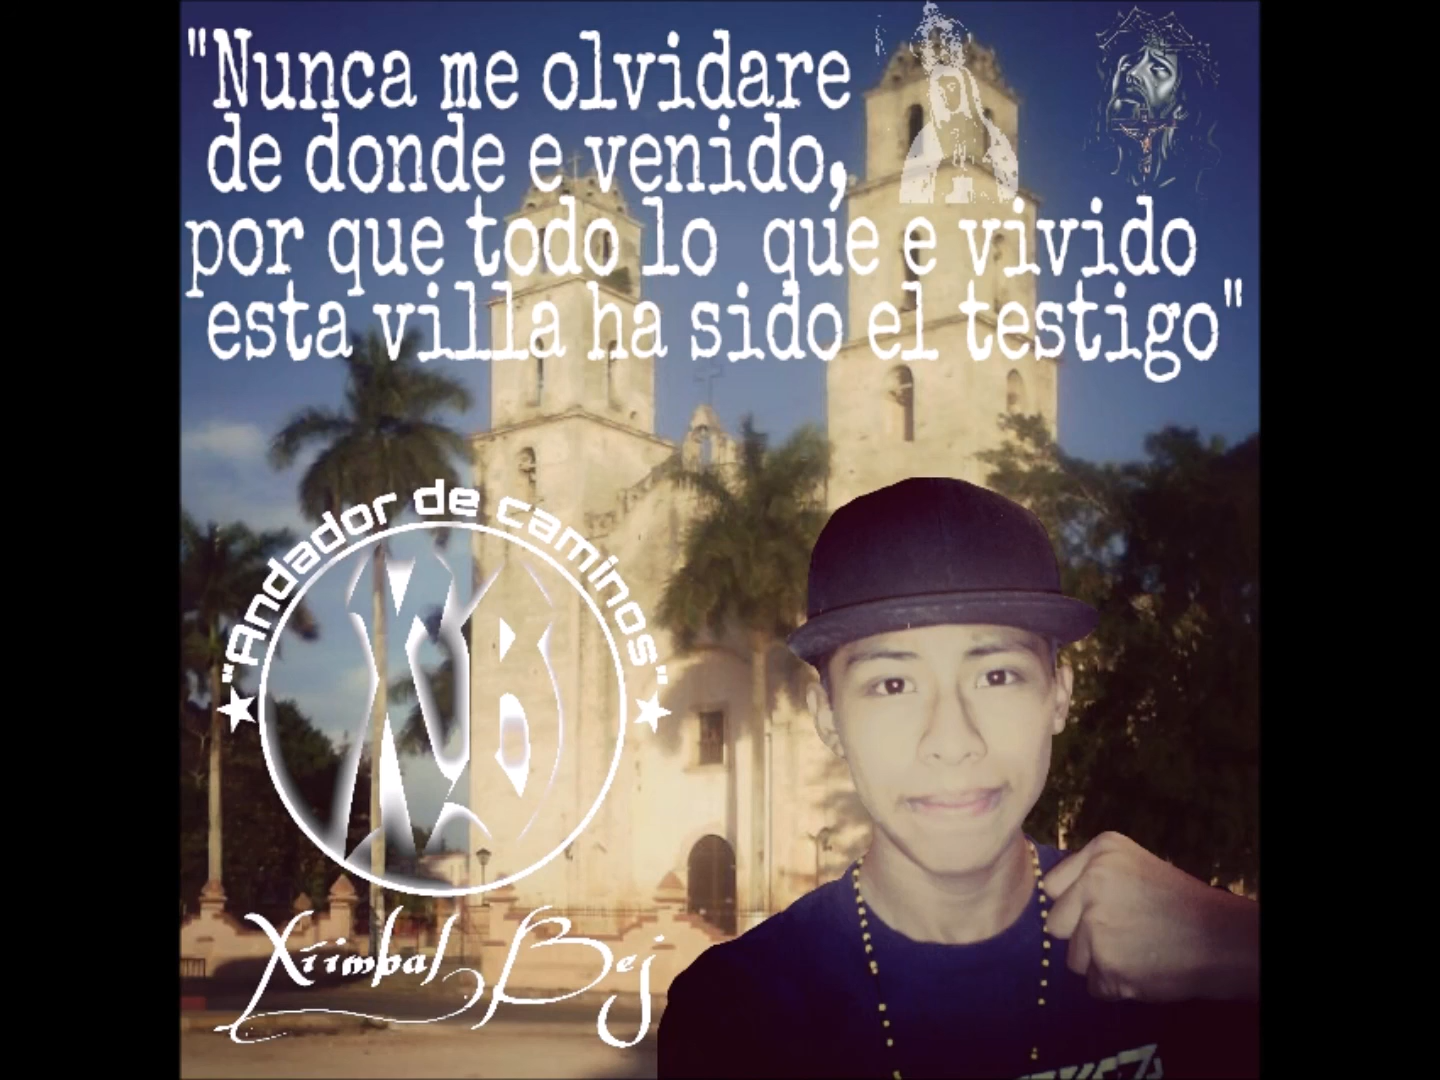 "Nunca me olvidare
de donde e venido,
por que todo lo que e vivido
esta villa ha sido el testigo"
"Andador de caminos"
XB
Xíimbal Bej